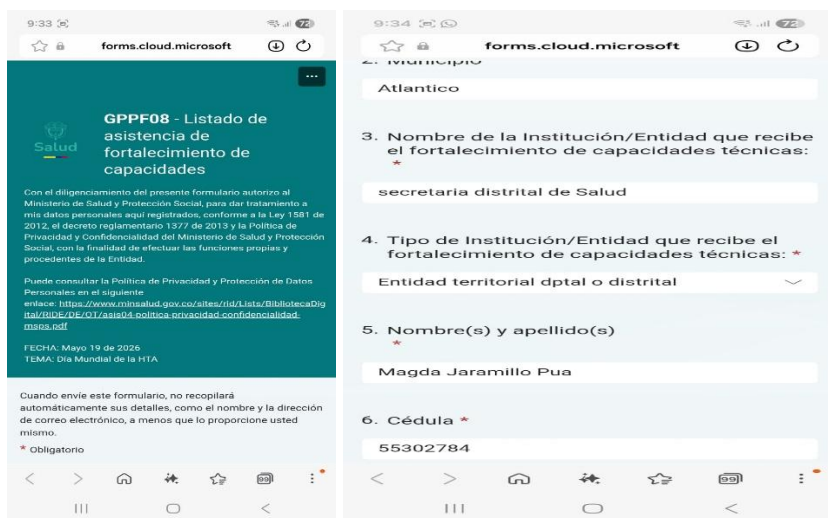 9:33
72
forms.cloud.microsoft
Salud
GPPF08 - Listado de
asistencia de
fortalecimiento de
capacidades
Con el diligenciamiento del presente formulario autorizo al
Ministerio de Salud y Protección Social, para dar tratamiento a
mis datos personales aquí registrados, conforme a la Ley 1581 de
2012, el decreto reglamentario 1377 de 2013 y la Política de
Privacidad y Confidencialidad del Ministerio de Salud y Protección
Social, con la finalidad de efectuar las funciones propias y
procedentes de la Entidad.
Puede consultar la Política de Privacidad y Protección de Datos
Personales en el siguiente
enlace: https://www.minsalud.gov.co/sites/rid/Lists/BibliotecaDig
ital/RIDE/DE/OT/asis04-politica-privacidad-confidencialidad-
msps.pdf
FECHA: Mayo 19 de 2026
TEMA: Día Mundial de la HTA
Cuando envíe este formulario, no recopilará
automáticamente sus detalles, como el nombre y la dirección
de correo electrónico, a menos que lo proporcione usted
mismo.
* Obligatorio
99
9:34
72
forms.cloud.microsoft
2. Municipio
Atlantico
3. Nombre de la Institución/Entidad que recibe
el fortalecimiento de capacidades técnicas:
*
secretaria distrital de Salud
4. Tipo de Institución/Entidad que recibe el
fortalecimiento de capacidades técnicas: *
Entidad territorial dptal o distrital
5. Nombre(s) y apellido(s)
*
Magda Jaramillo Pua
6. Cédula *
55302784
99